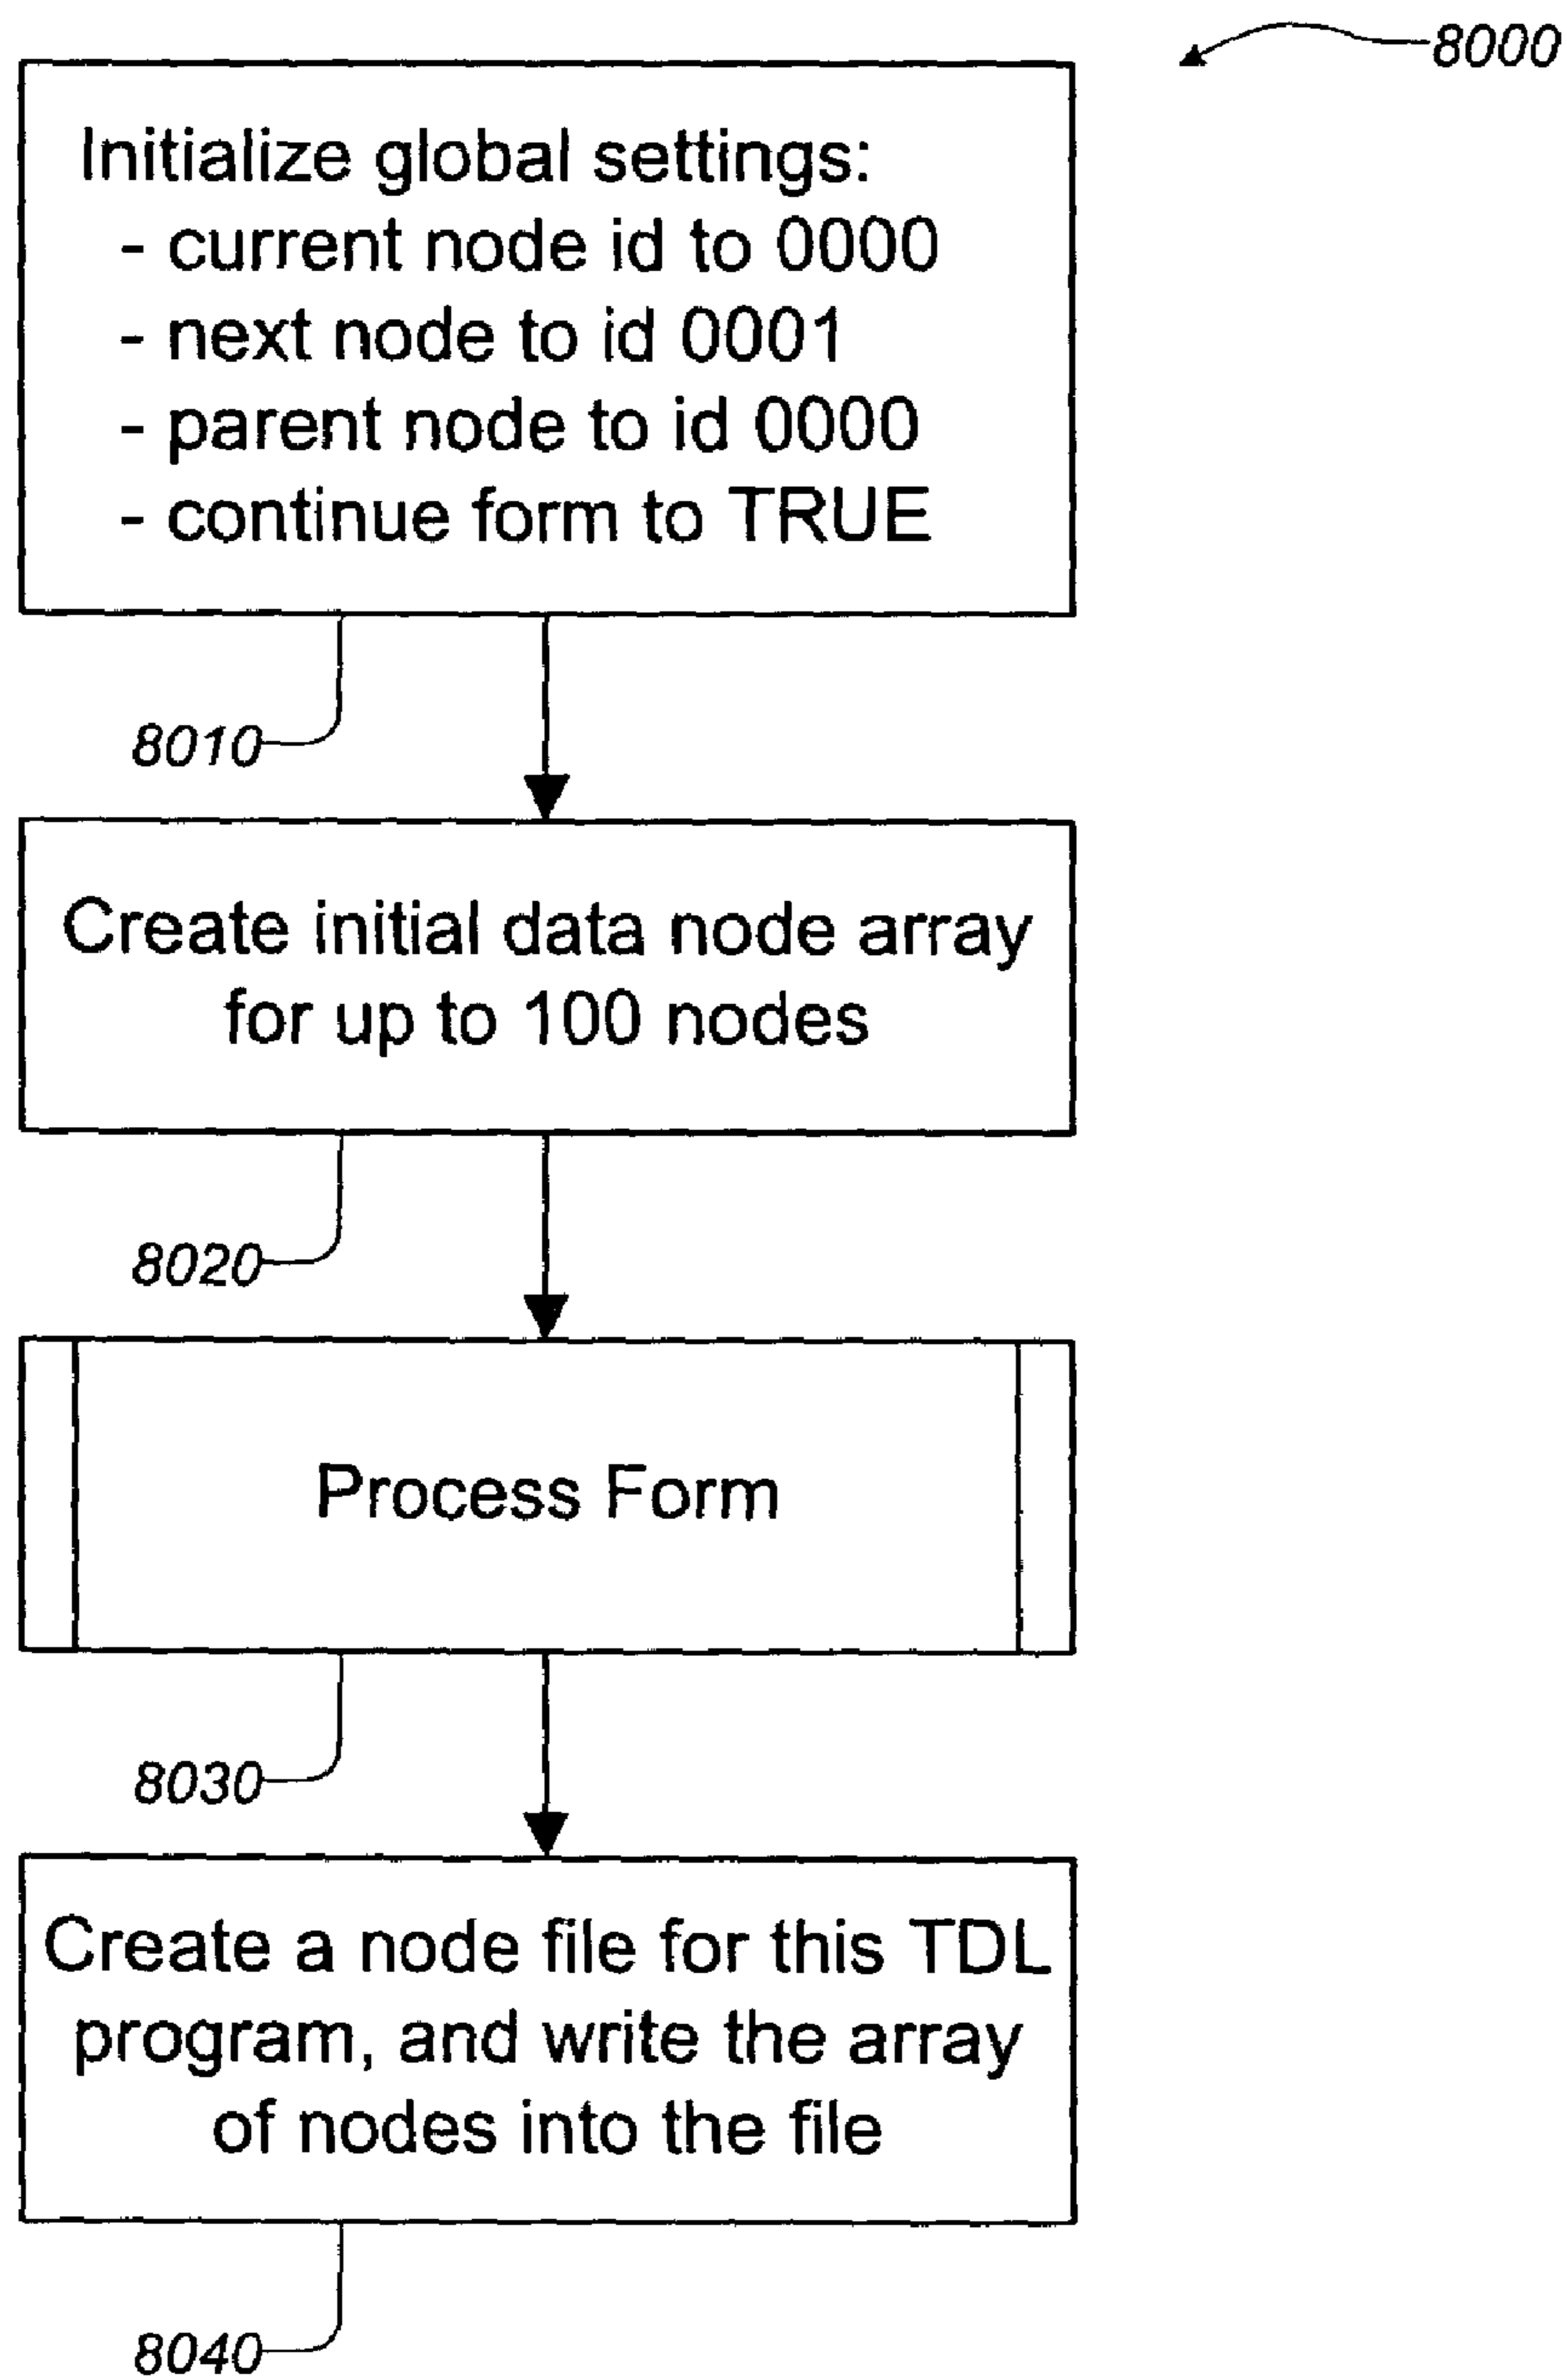 8000
Initialize global settings:
- current node id to 0000
- next node to id 0001
- parent node to id 0000
- continue form to TRUE
8010
Create initial data node array
for up to 100 nodes
8020
Process Form
8030
Create a node file for this TDL
program, and write the array
of nodes into the file
8040